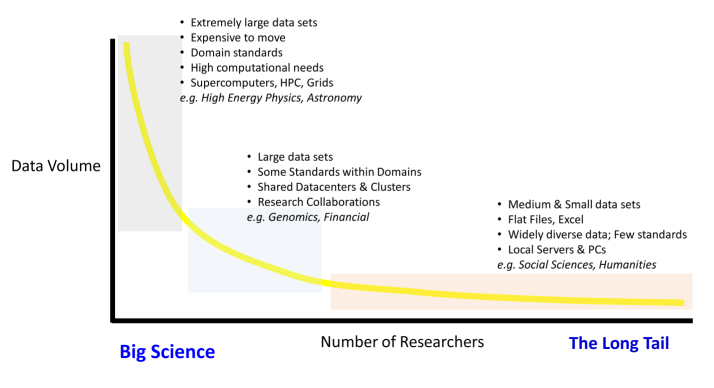 • Extremely large data sets
• Expensive to move
• Domain standards
• High computational needs
• Supercomputers, HPC, Grids
e.g. High Energy Physics, Astronomy
Data Volume
• Large data sets
• Some Standards within Domains
• Shared Datacenters & Clusters
• Research Collaborations
e.g. Genomics, Financial
• Medium & Small data sets
• Flat Files, Excel
• Widely diverse data; Few standards
• Local Servers & PCs
e.g. Social Sciences, Humanities
Big Science
Number of Researchers
The Long Tail